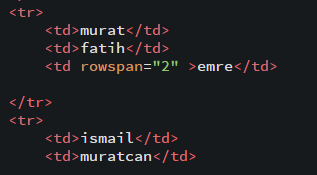 <tr>
<td>murat</td>
<td>fatih</td>
<td rowspan="2" >emre</td>
</tr>
<tr>
<td>ismail</td>
<td>muratcan</td>